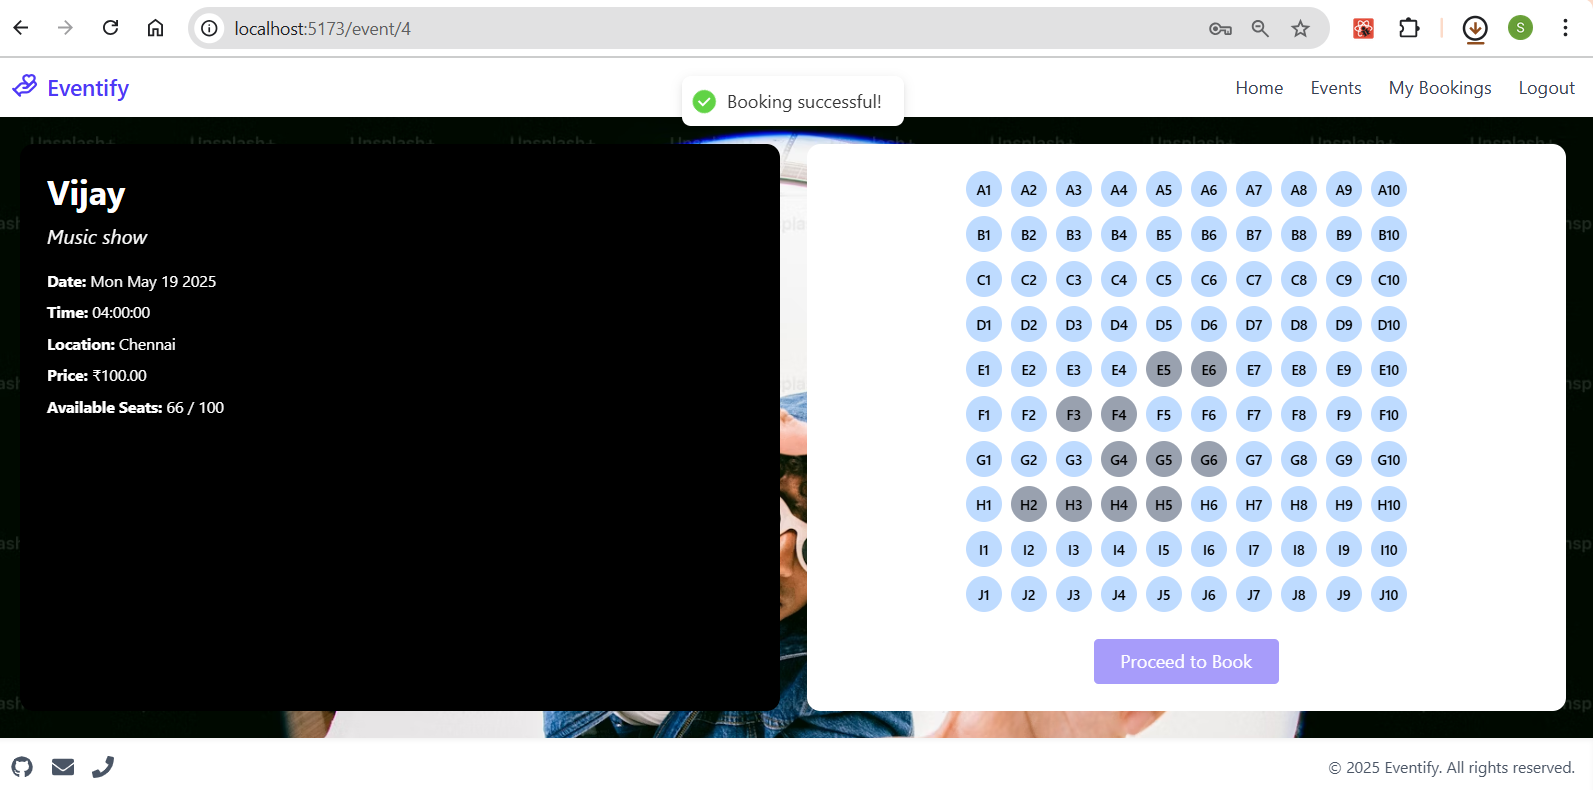 localhost:5173/event/4
S
Eventify
Booking successful!
Home Events My Bookings Logout
Unsplash+ Unsplash+ Unsplash+ Unsplash+
Vijay
Music show
Date: Mon May 19 2025
Time: 04:00:00
Location: Chennai
Price: ₹100.00
Available Seats: 66 / 100
A1 A2 A3 A4 A5 A6 A7 A8 A9 A10
B1 B2 B3 B4 B5 B6 B7 B8 B9 B10
C1 C2 C3 C4 C5 C6 C7 C8 C9 C10
D1 D2 D3 D4 D5 D6 D7 D8 D9 D10
E1 E2 E3 E4 E5 E6 E7 E8 E9 E10
F1 F2 F3 F4 F5 F6 F7 F8 F9 F10
G1 G2 G3 G4 G5 G6 G7 G8 G9 G10
H1 H2 H3 H4 H5 H6 H7 H8 H9 H10
I1 I2 I3 I4 I5 I6 I7 I8 I9 I10
J1 J2 J3 J4 J5 J6 J7 J8 J9 J10
Proceed to Book
© 2025 Eventify. All rights reserved.